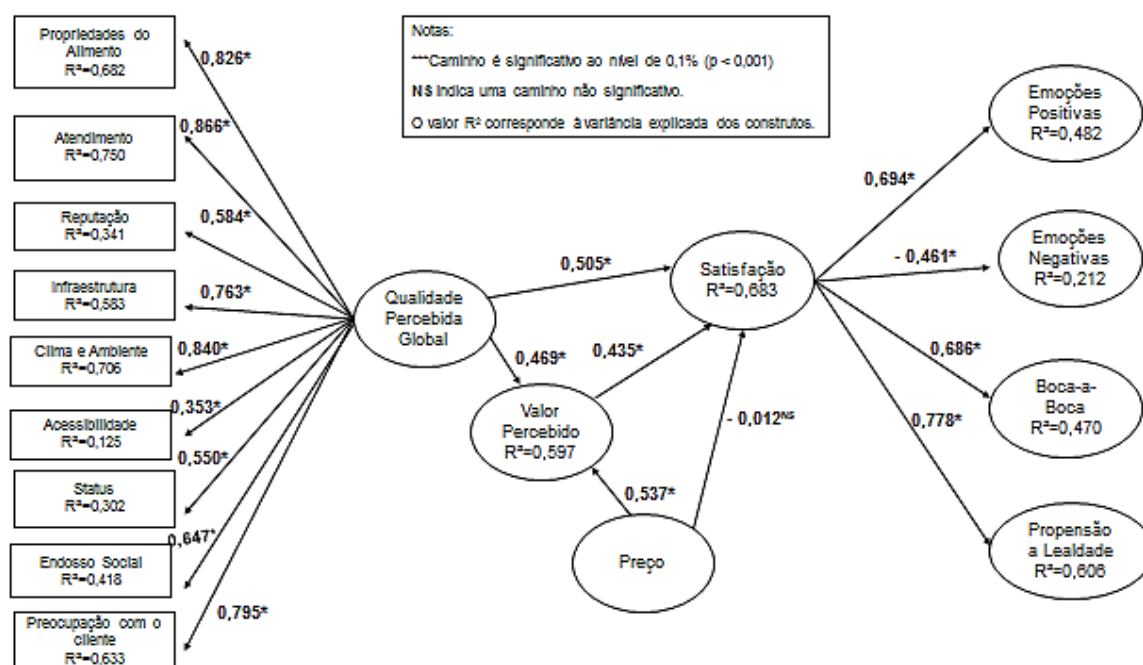 Propriedades do
Alimento
R²=0,682
0,826*
Atendimento
R²=0,750
0,866*
Reputação
R²=0,341
0,584*
Infraestrutura
R²=0,583
0,763*
Clima e Ambiente
R²=0,706
0,840*
Acessibilidade
R²=0,125
0,353*
Status
R²=0,302
0,550*
Endosso Social
R²=0,418
0,647*
Preocupação com o
cliente
R²=0,633
0,795*
Notas:
***Caminho é significativo ao nível de 0,1% (p < 0,001)
NS indica uma caminho não significativo.
O valor R² corresponde à variância explicada dos construtos.
Qualidade
Percebida
Global
0,505*
0,469*
Valor
Percebido
R²=0,597
0,435*
0,537*
Preço
- 0,012NS
Satisfação
R²=0,683
0,694*
- 0,461*
0,686*
0,778*
Emoções
Positivas
R²=0,482
Emoções
Negativas
R²=0,212
Boca-a-
Boca
R²=0,470
Propensão
a Lealdade
R²=0,606